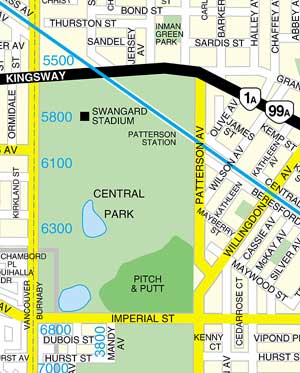 BOND ST
THURSTON ST
INMAN
GREEN
PARK
SANDEL
JERSEY
AV
SARDIS ST
BARKER
HALLEY AV
CHAFFEY
ABBEY AV
5500
KINGSWAY
1A
99A
ORMIDALE ST
5800
SWANGARD
STADIUM
PATTERSON
STATION
OLIVE AV
JAMES
ST
KEMP ST
KATHLEEN
AV
6100
PATTERSON AV
WILSON AV
KATHLEEN
CENTRAL
BERESFORD
KIRKLAND ST
CENTRAL
PARK
MAYBERRY
ST
WILLINGDON
6300
CASSIE AV
MCKAY AV
SILVER
MAYWOOD ST
CHAMBORD
PL
PITCH
& PUTT
VANCOUVER
BURNABY
IMPERIAL ST
CEDARROSE CT
6800
DUBOIS ST
3800
MANDY
AV
KENNY
CT
VIPOND
HURST ST
HURST
7000